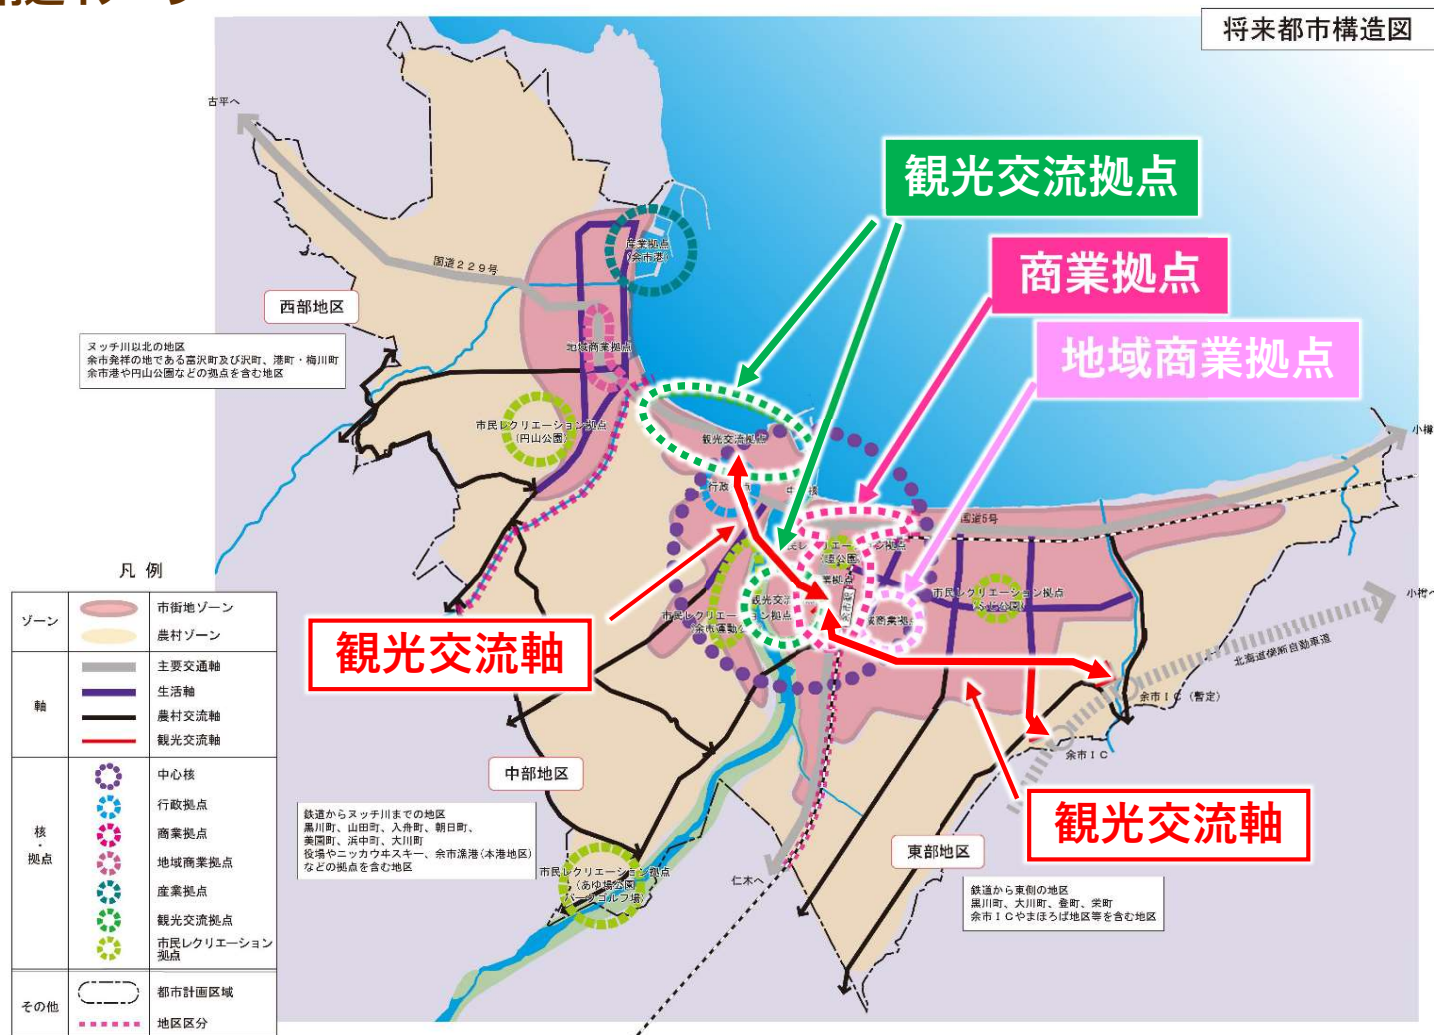 将来都市構造図
古平へ
観光交流拠点
商業拠点
地域商業拠点
産業拠点
(余市港)
国道229号
西部地区
ヌッチ川以北の地区
余市発祥の地である富沢町及び沢町、港町・梅川町
余市港や円山公園などの拠点を含む地区
地域商業拠点
市民レクリエーション拠点
(円山公園)
観光交流拠点
小樽
国道5号
行政
観光交流軸
市民レクリエーション拠点
北海道横断自動車道
余市IC(暫定)
余市IC
観光交流軸
中部地区
鉄道からヌッチ川までの地区
黒川町、山田町、入舟町、朝日町、
美園町、浜中町、大川町
役場やニッカウヰスキー、余市漁港(本港地区)
などの拠点を含む地区
市民レクリエーション拠点
(あゆ場公園
パークゴルフ場)
仁木へ
東部地区
鉄道から東側の地区
黒川町、大川町、登町、栄町
余市ICやまほろば地区等を含む地区
凡例
ゾーン
市街地ゾーン
農村ゾーン
軸
主要交通軸
生活軸
農村交流軸
観光交流軸
核・拠点
中心核
行政拠点
商業拠点
地域商業拠点
産業拠点
観光交流拠点
市民レクリエーション
拠点
その他
都市計画区域
地区区分